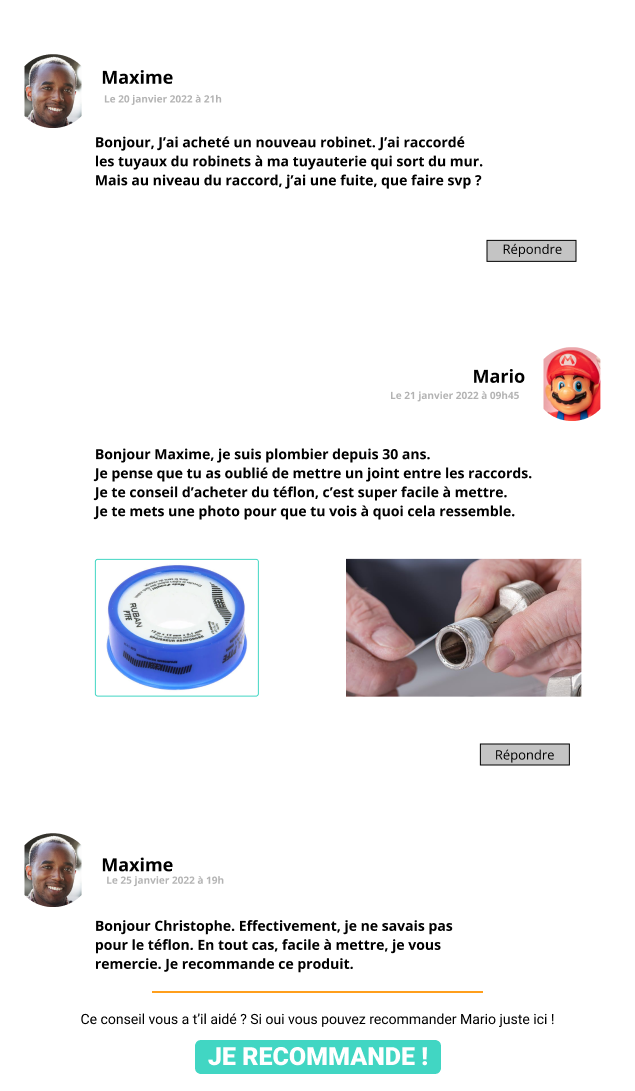 Maxime
Le 20 janvier 2022 à 21h
Bonjour, J'ai acheté un nouveau robinet. J'ai raccordé
les tuyaux du robinets à ma tuyauterie qui sort du mur.
Mais au niveau du raccord, j'ai une fuite, que faire svp ?
Répondre
Mario
Le 21 janvier 2022 à 09h45
Bonjour Maxime, je suis plombier depuis 30 ans.
Je pense que tu as oublié de mettre un joint entre les raccords.
Je te conseil d'acheter du téflon, c'est super facile à mettre.
Je te mets une photo pour que tu vois à quoi cela ressemble.
RUBAN
PTFE
Répondre
Maxime
Le 25 janvier 2022 à 19h
Bonjour Christophe. Effectivement, je ne savais pas
pour le téflon. En tout cas, facile à mettre, je vous
remercie. Je recommande ce produit.
Ce conseil vous a t'il aidé ? Si oui vous pouvez recommander Mario juste ici !
JE RECOMMANDE !